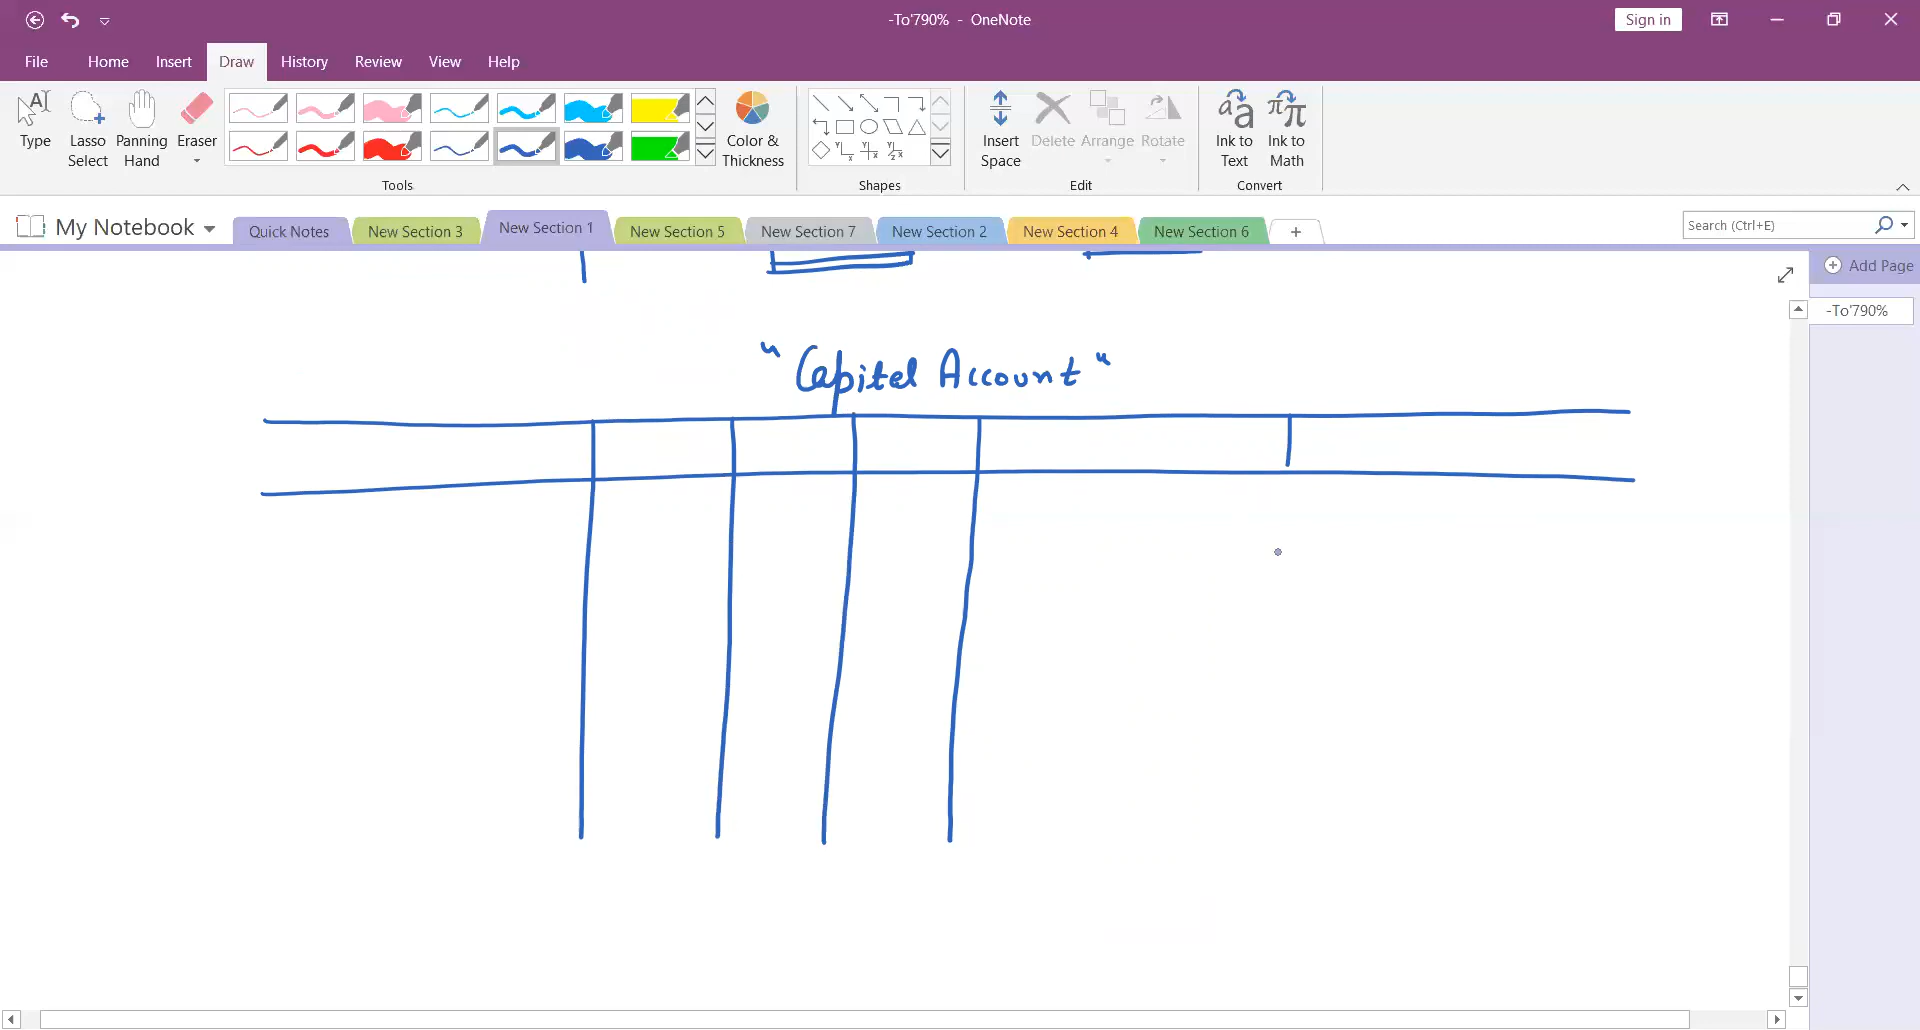 -To'790% - OneNote
Sign in
File Home Insert Draw History Review View Help
Type
Lasso Select
Panning Hand
Eraser
Color & Thickness
Insert Space
Delete
Arrange
Rotate
Ink to Text
Ink to Math
Tools
Shapes
Edit
Convert
My Notebook
Quick Notes
New Section 3
New Section 1
New Section 5
New Section 7
New Section 2
New Section 4
New Section 6
Search (Ctrl+E)
Add Page
-To'790%
"Capital Account"